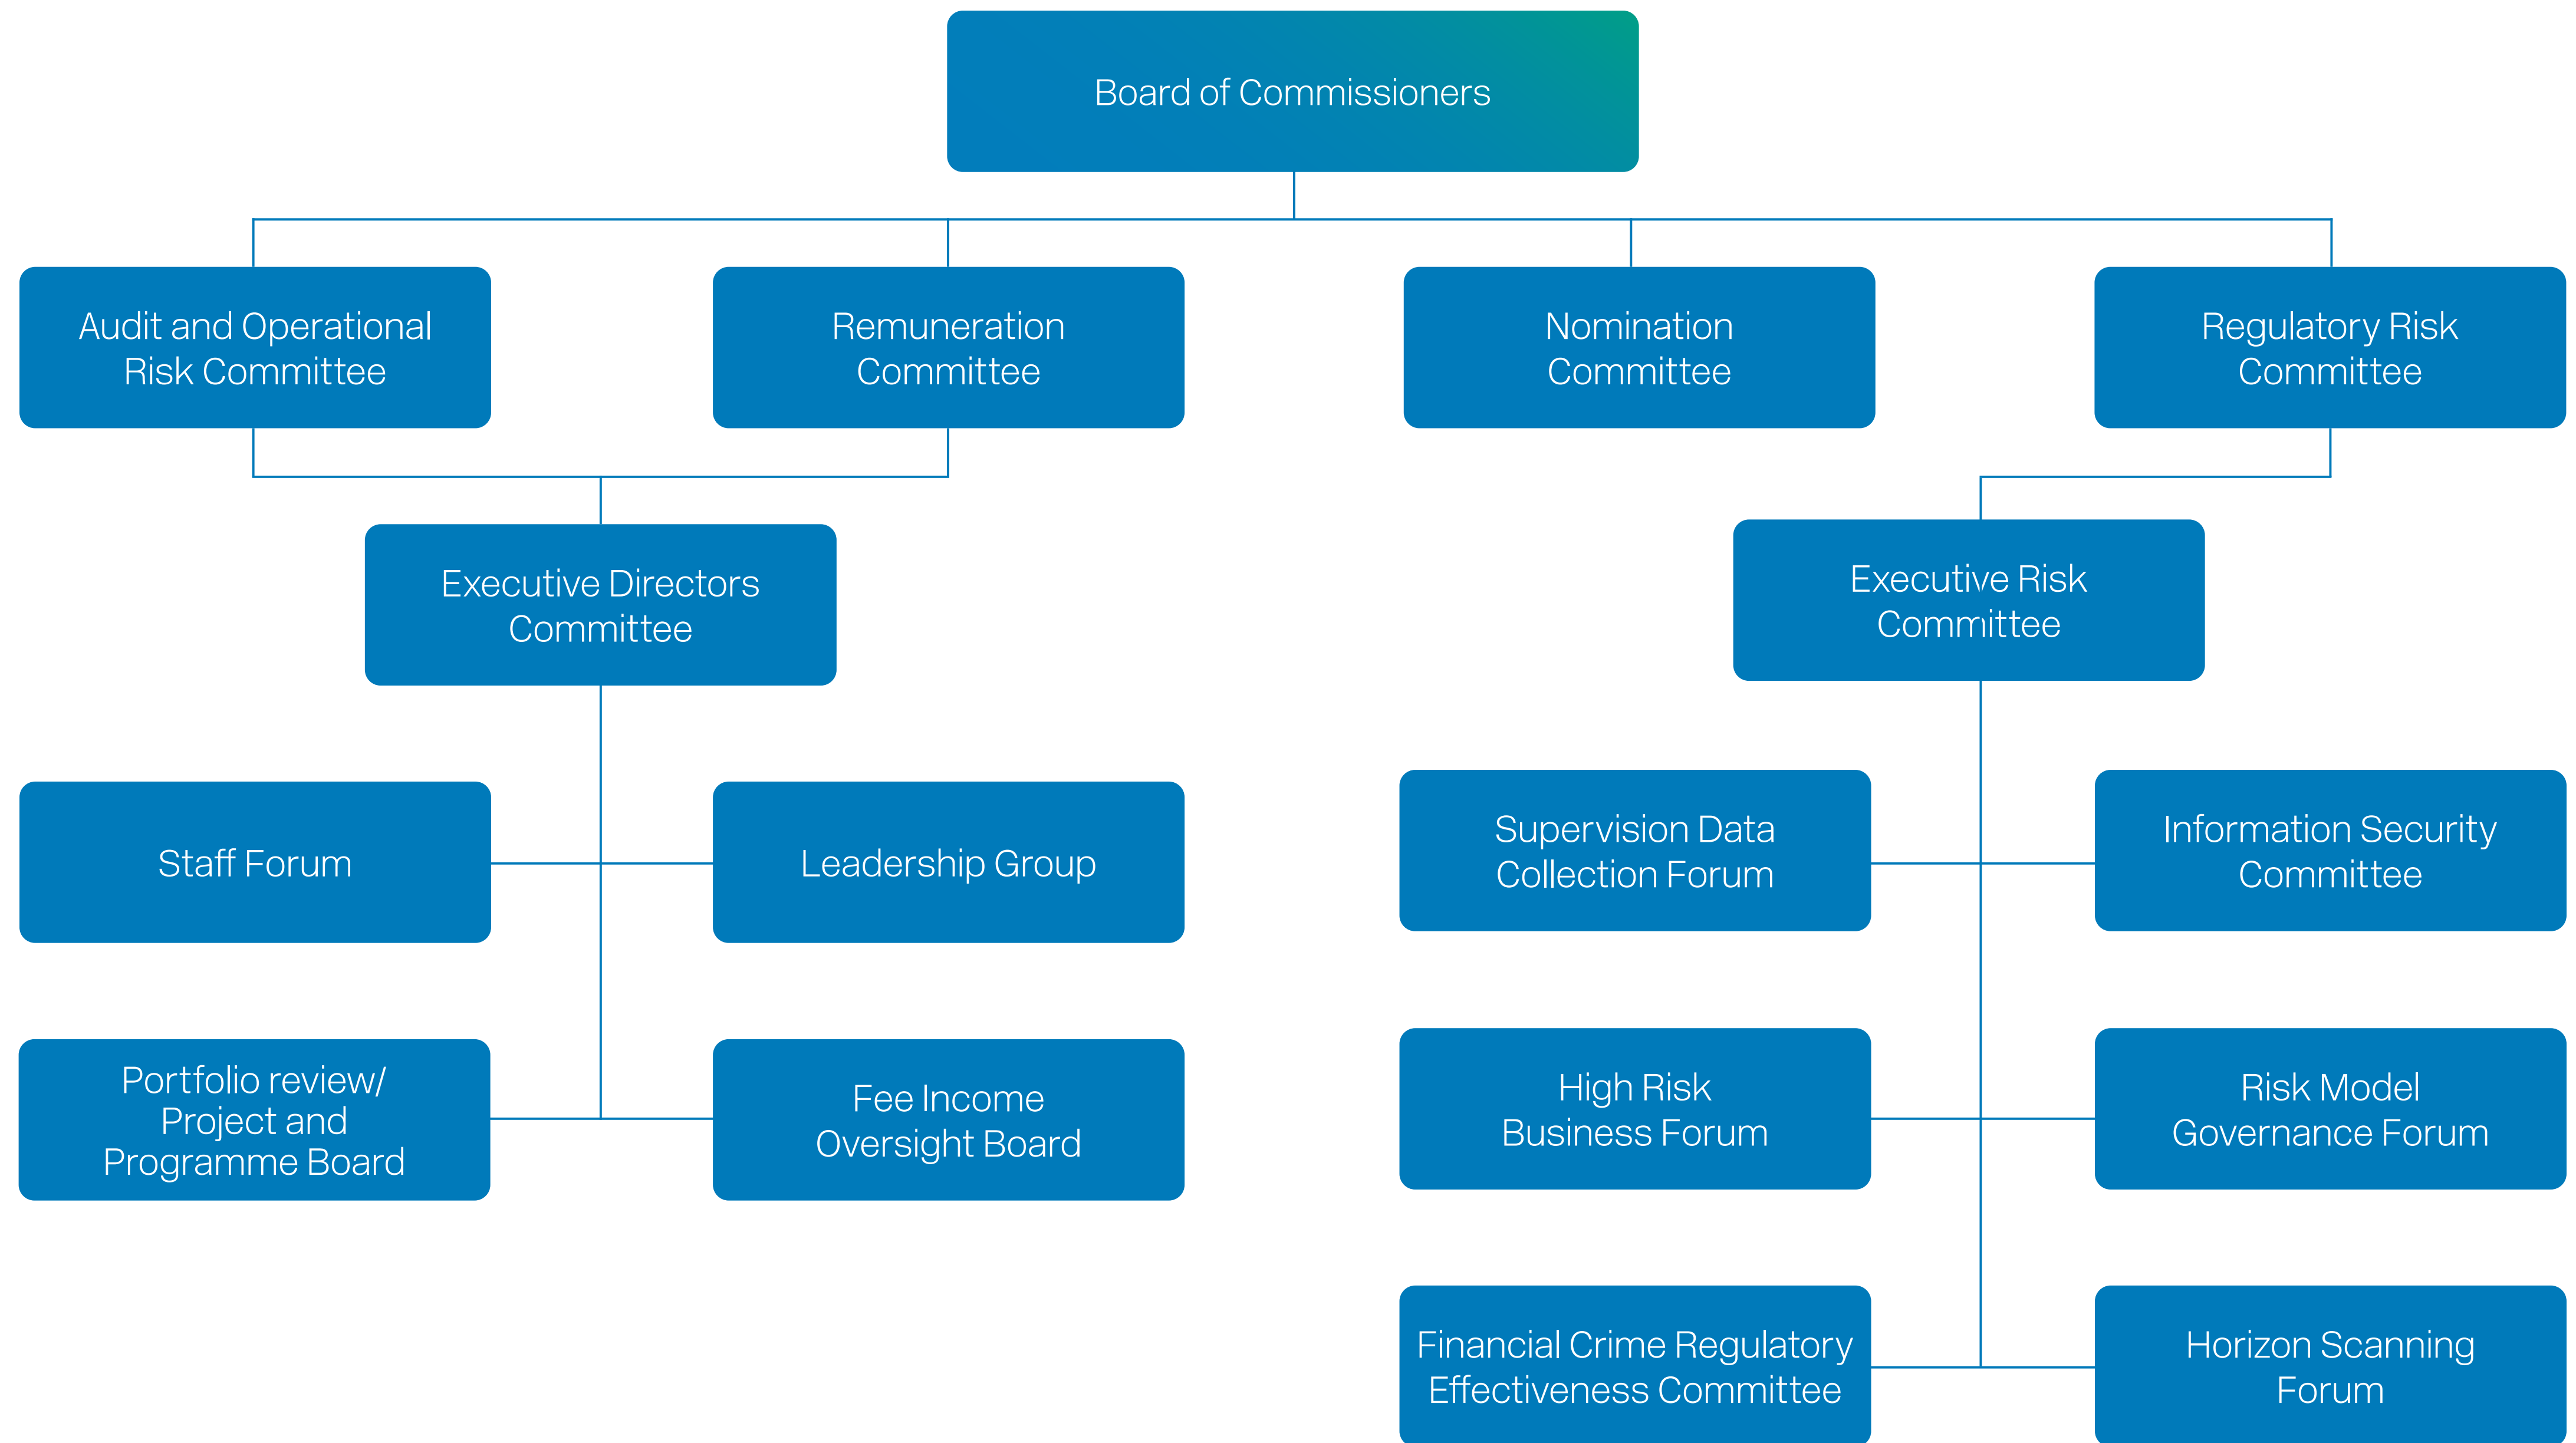 Board of Commissioners
Audit and Operational
Risk Committee
Remuneration
Committee
Nomination
Committee
Regulatory Risk
Committee
Executive Directors
Committee
Executive Risk
Committee
Staff Forum
Leadership Group
Supervision Data
Collection Forum
Information Security
Committee
Portfolio review/
Project and
Programme Board
Fee Income
Oversight Board
High Risk
Business Forum
Risk Model
Governance Forum
Financial Crime Regulatory
Effectiveness Committee
Horizon Scanning
Forum